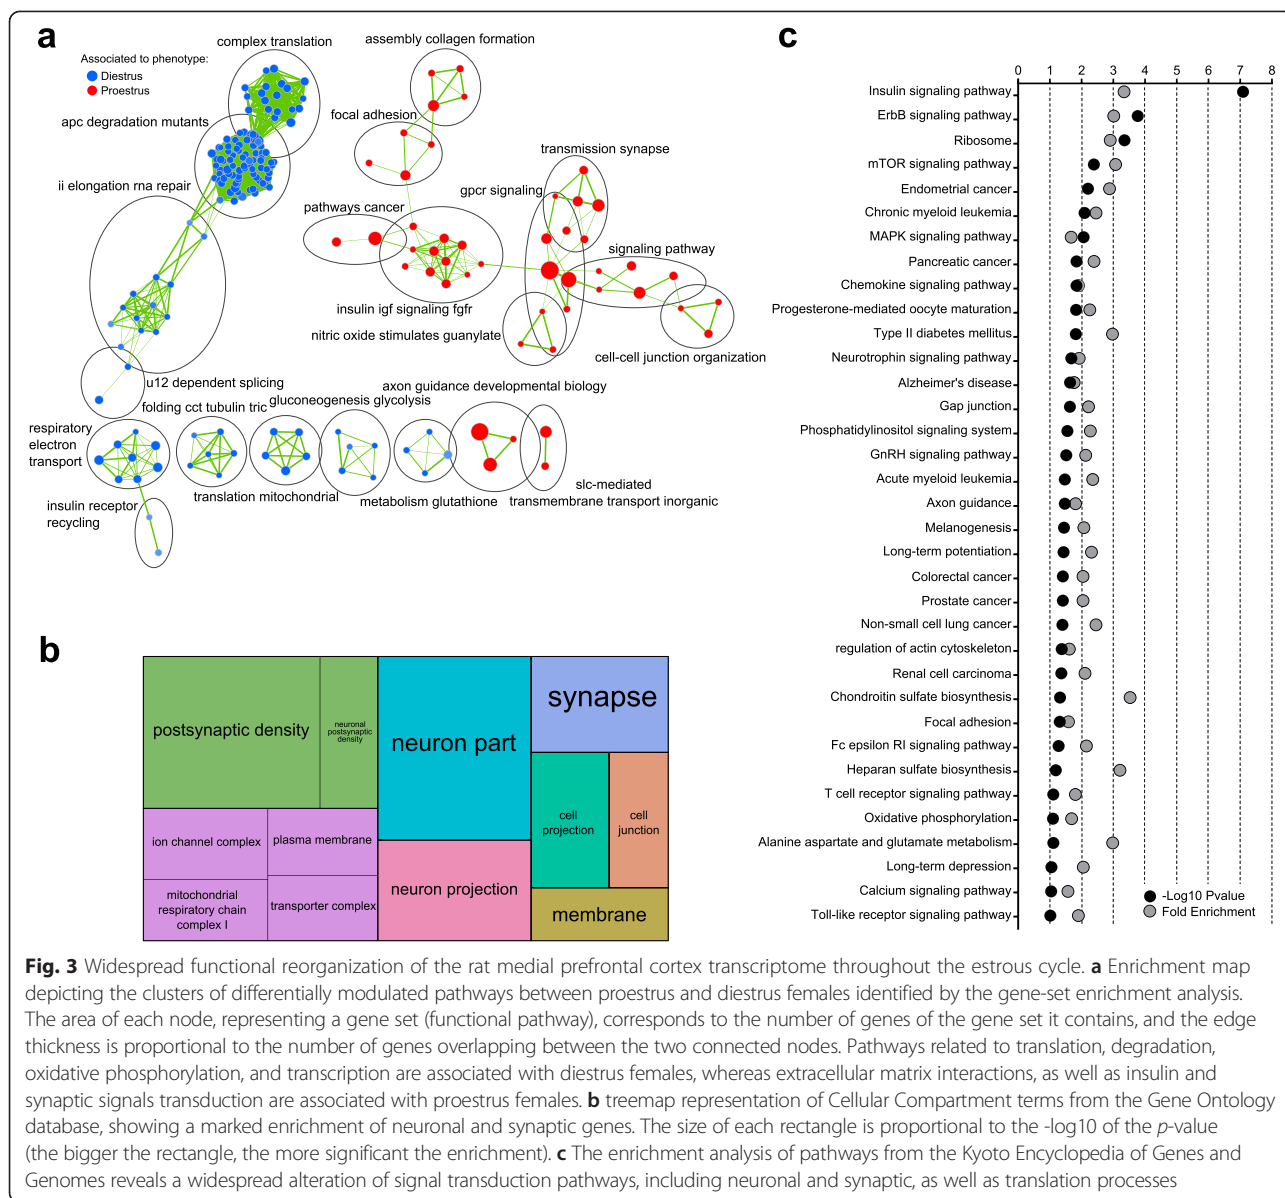 a
complex translation
assembly collagen formation
Associated to phenotype:
Diestrus
Proestrus
apc degradation mutants
focal adhesion
transmission synapse
ii elongation rna repair
gpcr signaling
pathways cancer
signaling pathway
insulin igf signaling fgfr
nitric oxide stimulates guanylate
cell-cell junction organization
u12 dependent splicing
axon guidance developmental biology
folding cct tubulin tric
gluconeogenesis glycolysis
respiratory
electron
transport
translation mitochondrial
metabolism glutathione
slc-mediated
transmembrane transport inorganic
insulin receptor
recycling
b
postsynaptic density
neuronal
postsynaptic
density
neuron part
synapse
cell
projection
cell
junction
ion channel complex
plasma membrane
mitochondrial
respiratory chain
complex I
transporter complex
neuron projection
membrane
c
0 1 2 3 4 5 6 7 8
Insulin signaling pathway
ErbB signaling pathway
Ribosome
mTOR signaling pathway
Endometrial cancer
Chronic myeloid leukemia
MAPK signaling pathway
Pancreatic cancer
Chemokine signaling pathway
Progesterone-mediated oocyte maturation
Type II diabetes mellitus
Neurotrophin signaling pathway
Alzheimer's disease
Gap junction
Phosphatidylinositol signaling system
GnRH signaling pathway
Acute myeloid leukemia
Axon guidance
Melanogenesis
Long-term potentiation
Colorectal cancer
Prostate cancer
Non-small cell lung cancer
regulation of actin cytoskeleton
Renal cell carcinoma
Chondroitin sulfate biosynthesis
Focal adhesion
Fc epsilon RI signaling pathway
Heparan sulfate biosynthesis
T cell receptor signaling pathway
Oxidative phosphorylation
Alanine aspartate and glutamate metabolism
Long-term depression
Calcium signaling pathway
Toll-like receptor signaling pathway
-Log10 Pvalue
Fold Enrichment
Fig. 3 Widespread functional reorganization of the rat medial prefrontal cortex transcriptome throughout the estrous cycle. a Enrichment map
depicting the clusters of differentially modulated pathways between proestrus and diestrus females identified by the gene-set enrichment analysis.
The area of each node, representing a gene set (functional pathway), corresponds to the number of genes of the gene set it contains, and the edge
thickness is proportional to the number of genes overlapping between the two connected nodes. Pathways related to translation, degradation,
oxidative phosphorylation, and transcription are associated with diestrus females, whereas extracellular matrix interactions, as well as insulin and
synaptic signals transduction are associated with proestrus females. b treemap representation of Cellular Compartment terms from the Gene Ontology
database, showing a marked enrichment of neuronal and synaptic genes. The size of each rectangle is proportional to the -log10 of the p-value
(the bigger the rectangle, the more significant the enrichment). c The enrichment analysis of pathways from the Kyoto Encyclopedia of Genes and
Genomes reveals a widespread alteration of signal transduction pathways, including neuronal and synaptic, as well as translation processes